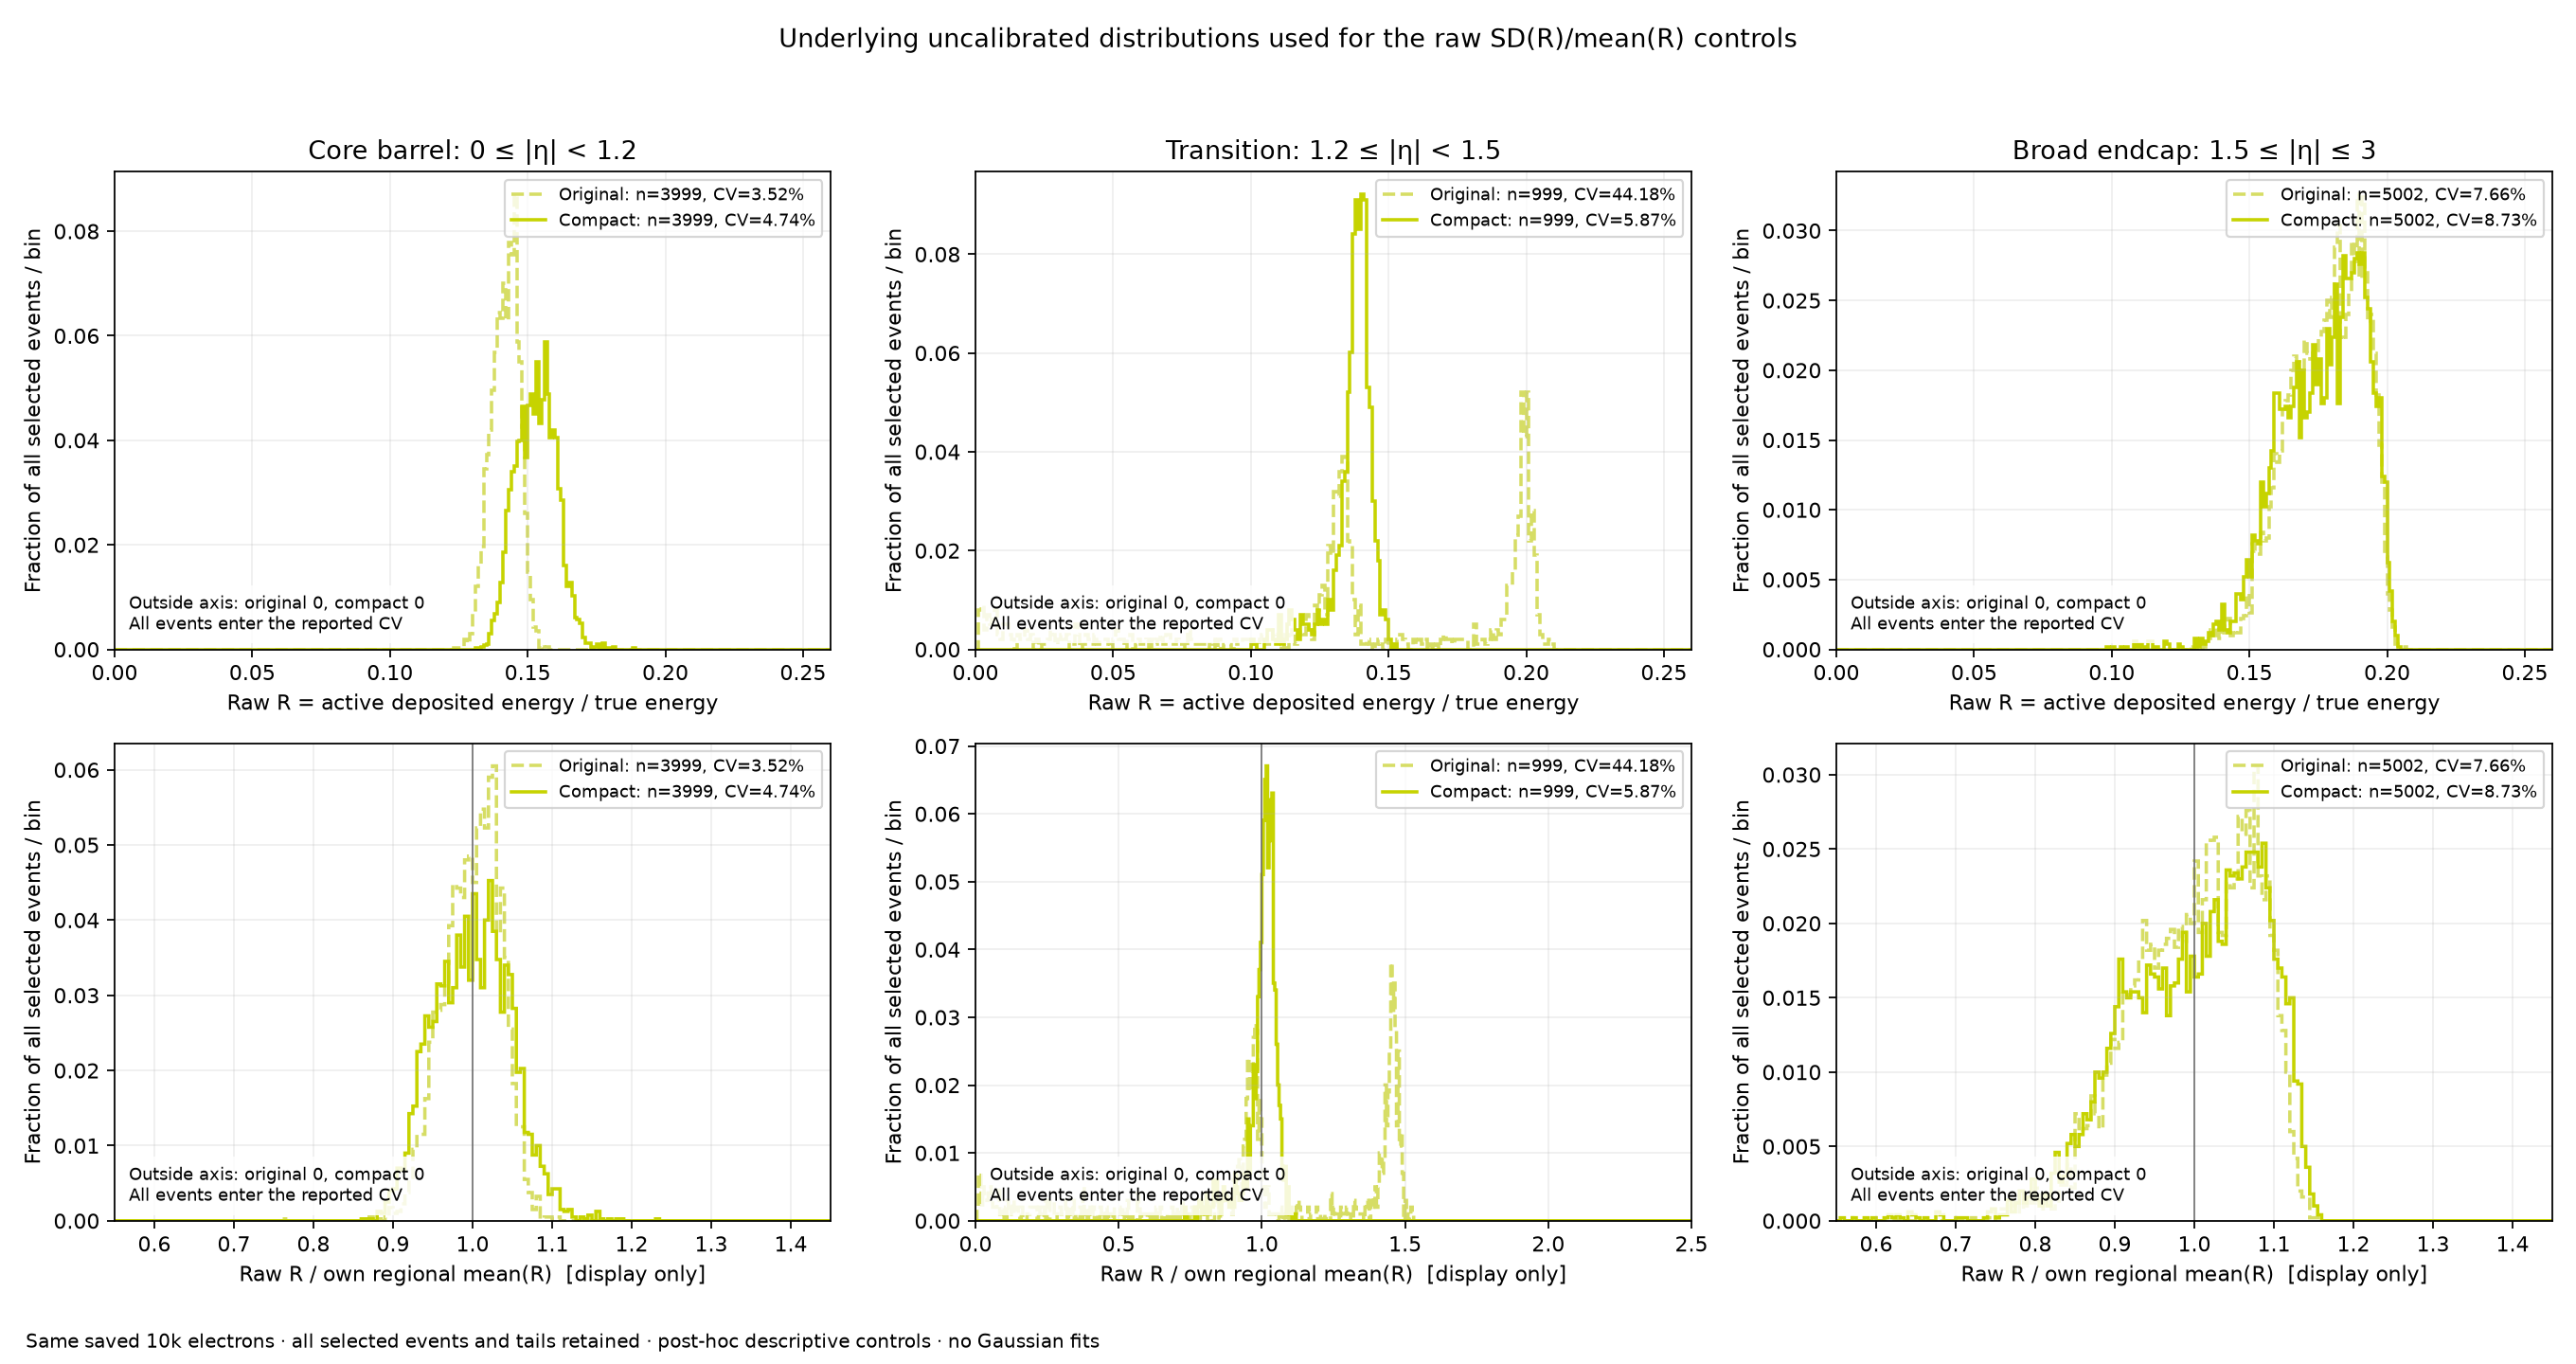 Underlying uncalibrated distributions used for the raw SD(R)/mean(R) controls
Core barrel: 0 ≤ |η| < 1.2
Fraction of all selected events / bin
0.08
0.06
0.04
0.02
0.00
Original: n=3999, CV=3.52%
Compact: n=3999, CV=4.74%
Outside axis: original 0, compact 0
All events enter the reported CV
0.00 0.05 0.10 0.15 0.20 0.25
Raw R = active deposited energy / true energy
Transition: 1.2 ≤ |η| < 1.5
Fraction of all selected events / bin
0.08
0.06
0.04
0.02
0.00
Original: n=999, CV=44.18%
Compact: n=999, CV=5.87%
Outside axis: original 0, compact 0
All events enter the reported CV
0.00 0.05 0.10 0.15 0.20 0.25
Raw R = active deposited energy / true energy
Broad endcap: 1.5 ≤ |η| ≤ 3
Fraction of all selected events / bin
0.030
0.025
0.020
0.015
0.010
0.005
0.000
Original: n=5002, CV=7.66%
Compact: n=5002, CV=8.73%
Outside axis: original 0, compact 0
All events enter the reported CV
0.00 0.05 0.10 0.15 0.20 0.25
Raw R = active deposited energy / true energy
Fraction of all selected events / bin
0.06
0.05
0.04
0.03
0.02
0.01
0.00
Original: n=3999, CV=3.52%
Compact: n=3999, CV=4.74%
Outside axis: original 0, compact 0
All events enter the reported CV
0.6 0.7 0.8 0.9 1.0 1.1 1.2 1.3 1.4
Raw R / own regional mean(R) [display only]
Fraction of all selected events / bin
0.07
0.06
0.05
0.04
0.03
0.02
0.01
0.00
Original: n=999, CV=44.18%
Compact: n=999, CV=5.87%
Outside axis: original 0, compact 0
All events enter the reported CV
0.0 0.5 1.0 1.5 2.0 2.5
Raw R / own regional mean(R) [display only]
Fraction of all selected events / bin
0.030
0.025
0.020
0.015
0.010
0.005
0.000
Original: n=5002, CV=7.66%
Compact: n=5002, CV=8.73%
Outside axis: original 0, compact 0
All events enter the reported CV
0.6 0.7 0.8 0.9 1.0 1.1 1.2 1.3 1.4
Raw R / own regional mean(R) [display only]
Same saved 10k electrons · all selected events and tails retained · post-hoc descriptive controls · no Gaussian fits